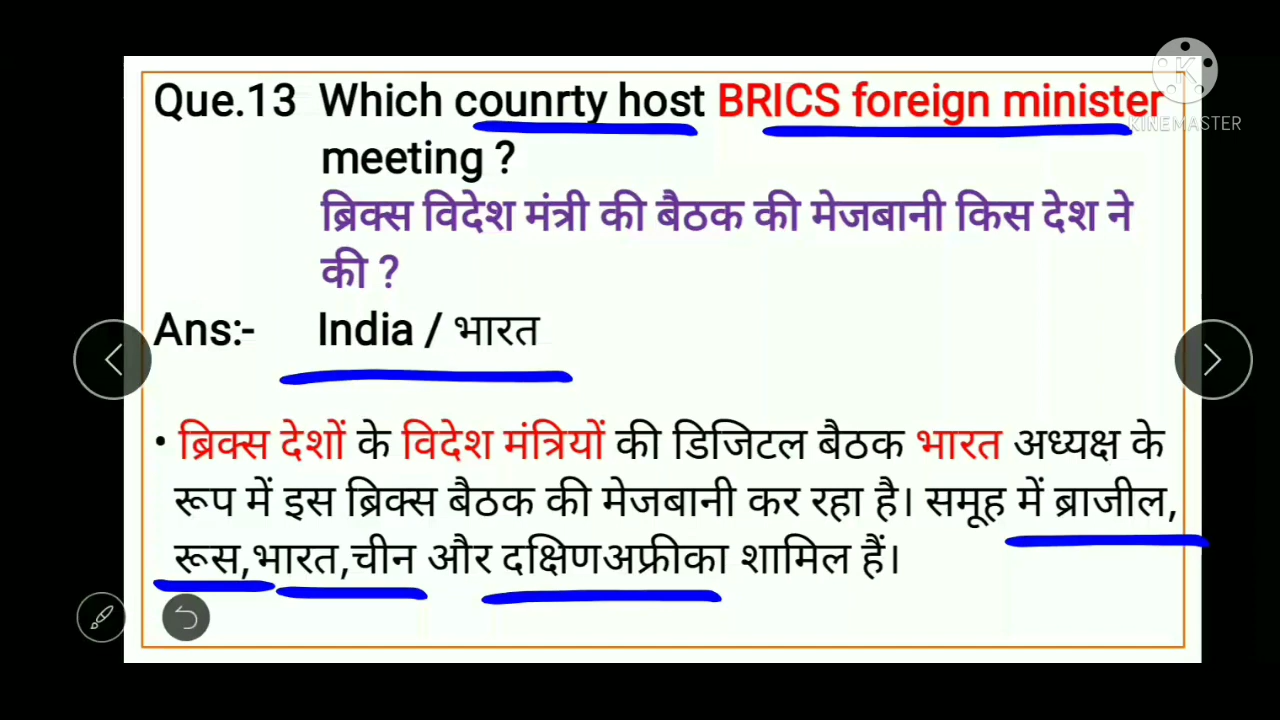 Que.13 Which counrty host BRICS foreign minister
KINEMASTER
meeting ?
ब्रिक्स विदेश मंत्री की बैठक की मेजबानी किस देश ने
की ?
Ans:- India / भारत
• ब्रिक्स देशों के विदेश मंत्रियों की डिजिटल बैठक भारत अध्यक्ष के
रूप में इस ब्रिक्स बैठक की मेजबानी कर रहा है। समूह में ब्राजील,
रूस,भारत,चीन और दक्षिणअफ्रीका शामिल हैं।